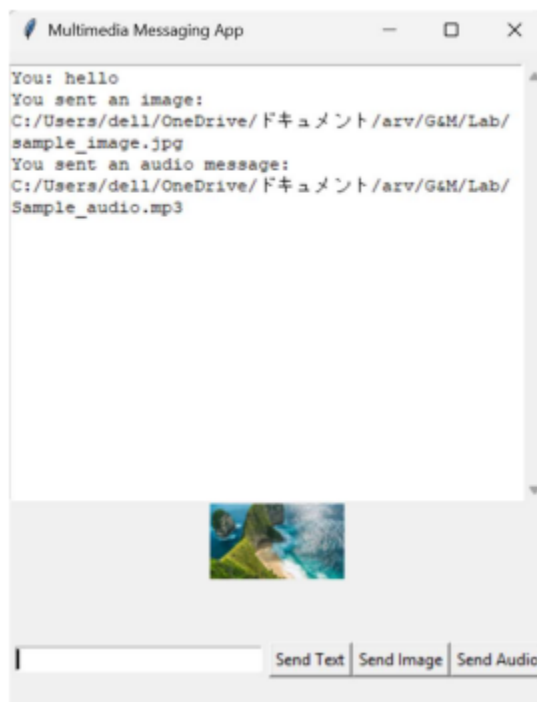 Multimedia Messaging App
You: hello
You sent an image:
C:/Users/dell/OneDrive/ドキュメント/arv/G&M/Lab/
sample_image.jpg
You sent an audio message:
C:/Users/dell/OneDrive/ドキュメント/arv/G&M/Lab/
Sample_audio.mp3
Send Text Send Image Send Audio